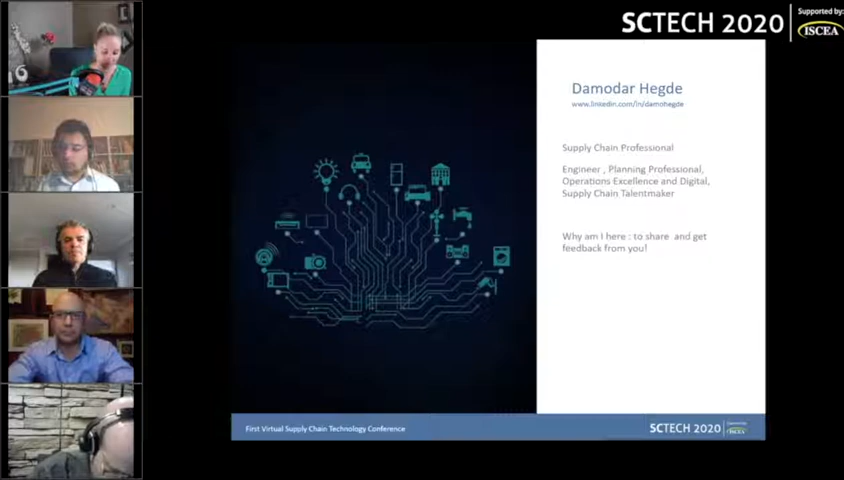 SCTECH 2020
Supported by:
ISCEA
Damodar Hegde
www.linkedin.com/in/damohegde
Supply Chain Professional
Engineer , Planning Professional,
Operations Excellence and Digital,
Supply Chain Talentmaker
Why am I here : to share and get
feedback from you!
First Virtual Supply Chain Technology Conference
SCTECH 2020
ISCEA